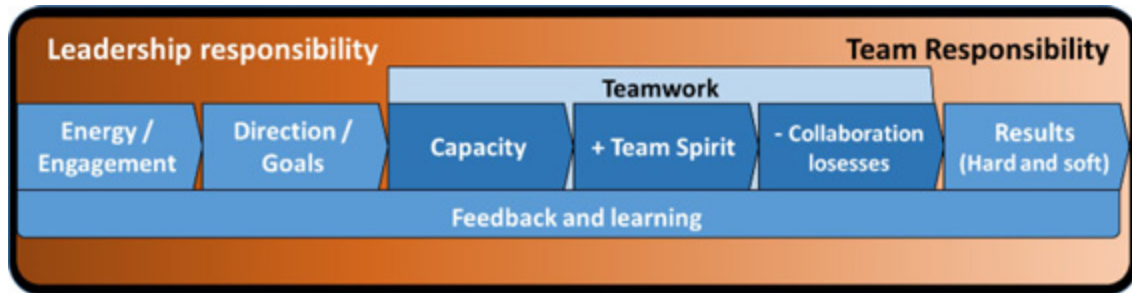 Leadership responsibility
Team Responsibility
Teamwork
Energy /
Engagement
Direction /
Goals
Capacity
+ Team Spirit
- Collaboration
losesses
Results
(Hard and soft)
Feedback and learning